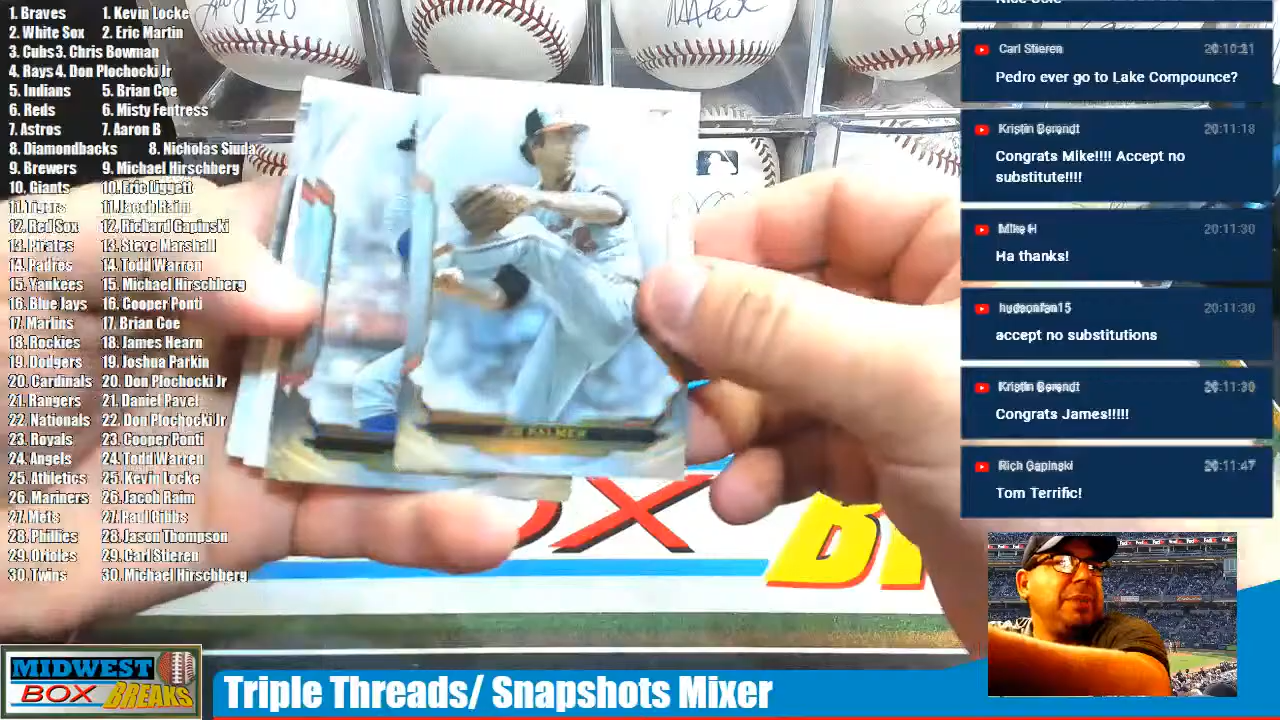 1. Braves 1. Kevin Locke
2. White Sox 2. Eric Martin
3. Cubs 3. Chris Bowman
4. Rays 4. Don Plochocki Jr
5. Indians 5. Brian Coe
6. Reds 6. Misty Fentress
7. Astros 7. Aaron B
8. Diamondbacks 8. Nicholas Siuda
9. Brewers 9. Michael Hirschberg
10. Giants 10. Eric Liggett
11. Tigers 11. Jacob Rain
12. Red Sox 12. Richard Gapinski
13. Pirates 13. Steve Marshall
14. Padres 14. Todd Warren
15. Yankees 15. Michael Hirschberg
16. Blue Jays 16. Cooper Ponti
17. Marlins 17. Brian Coe
18. Rockies 18. James Hearn
19. Dodgers 19. Joshua Parkin
20. Cardinals 20. Don Plochocki Jr
21. Rangers 21. Daniel Pavel
22. Nationals 22. Don Plochocki Jr
23. Royals 23. Cooper Ponti
24. Angels 24. Todd Warren
25. Athletics 25. Kevin Locke
26. Mariners 26. Jacob Rain
27. Mets 27. Paul Gibbs
28. Phillies 28. Jason Thompson
29. Orioles 29. Carl Stieren
30. Twins 30. Michael Hirschberg
PALMER
BOX
Carl Stieren 20:10:21
Pedro ever go to Lake Compounce?
Kristin Berendt 20:11:18
Congrats Mike!!!! Accept no
substitute!!!!
Mike H 20:11:30
Ha thanks!
hudsonfan15 20:11:30
accept no substitutions
Kristin Berendt 20:11:36
Congrats James!!!!!
Rich Gapinski 20:11:47
Tom Terrific!
MIDWEST
BOX BREAKS
Triple Threads/ Snapshots Mixer